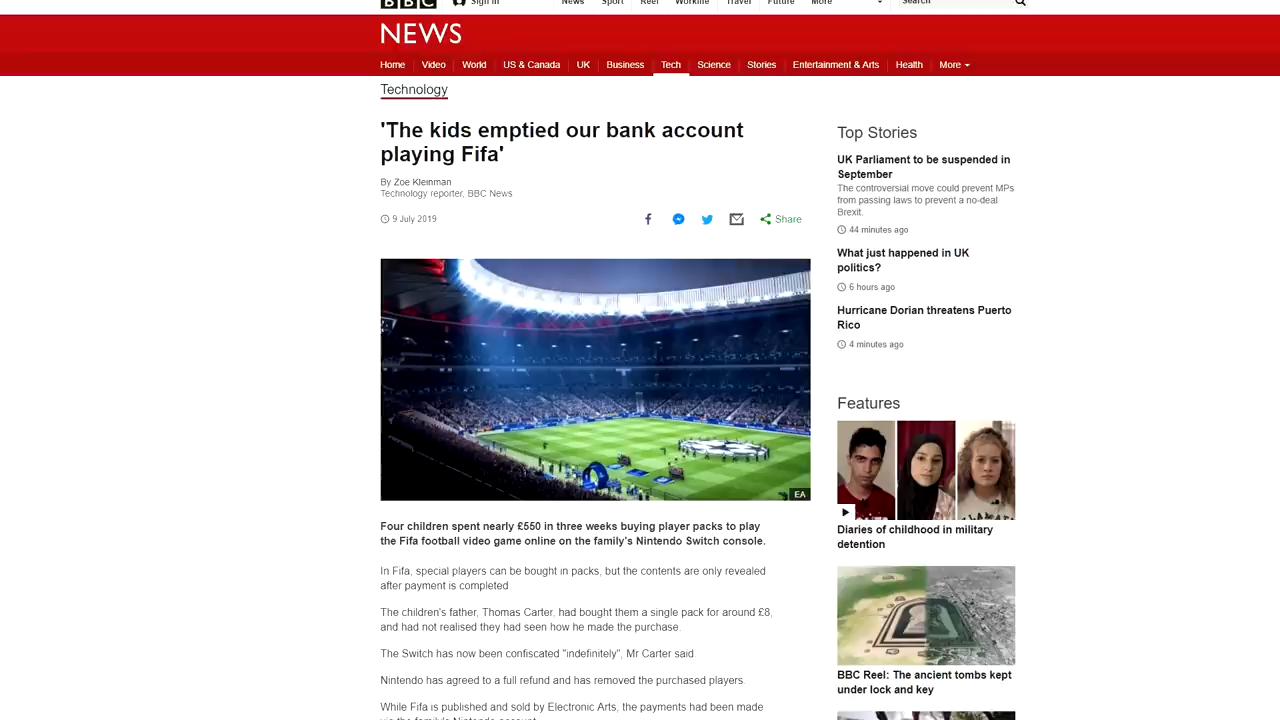 BBC Sign in News Sport Reel Worklife Travel Future More Search
NEWS
Home Video World US & Canada UK Business Tech Science Stories Entertainment & Arts Health More
Technology
'The kids emptied our bank account
playing Fifa'
By Zoe Kleinman
Technology reporter, BBC News
9 July 2019
Share
EA
Four children spent nearly £550 in three weeks buying player packs to play
the Fifa football video game online on the family's Nintendo Switch console.
In Fifa, special players can be bought in packs, but the contents are only revealed
after payment is completed
The children's father, Thomas Carter, had bought them a single pack for around £8,
and had not realised they had seen how he made the purchase.
The Switch has now been confiscated "indefinitely", Mr Carter said
Nintendo has agreed to a full refund and has removed the purchased players.
While Fifa is published and sold by Electronic Arts, the payments had been made
via the family's Nintendo account
Top Stories
UK Parliament to be suspended in
September
The controversial move could prevent MPs
from passing laws to prevent a no-deal
Brexit.
44 minutes ago
What just happened in UK
politics?
6 hours ago
Hurricane Dorian threatens Puerto
Rico
4 minutes ago
Features
Diaries of childhood in military
detention
BBC Reel: The ancient tombs kept
under lock and key